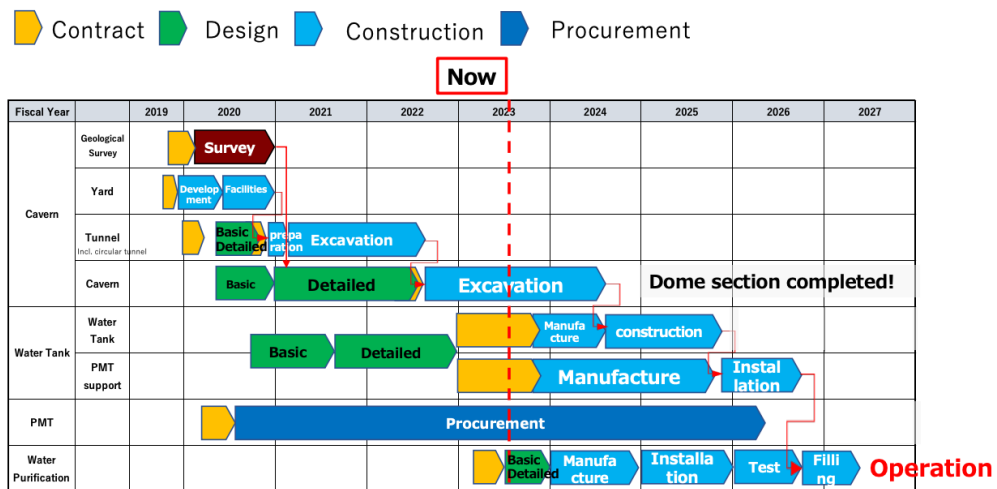 Contract Design Construction Procurement
Now
Fiscal Year 2019 2020 2021 2022 2023 2024 2025 2026 2027
Cavern
Geological
Survey
Survey
Yard
Develop
ment
Facilities
Tunnel
Incl. circular tunnel
Basic
Detailed
prepa
ration
Excavation
Cavern
Basic
Detailed
Excavation
Dome section completed!
Water Tank
Water
Tank
Basic
Detailed
Manufa
cture
construction
PMT
support
Manufacture
Instal
lation
PMT
Procurement
Water
Purification
Basic
Detailed
Manufa
cture
Installa
tion
Test
Filli
ng
Operation